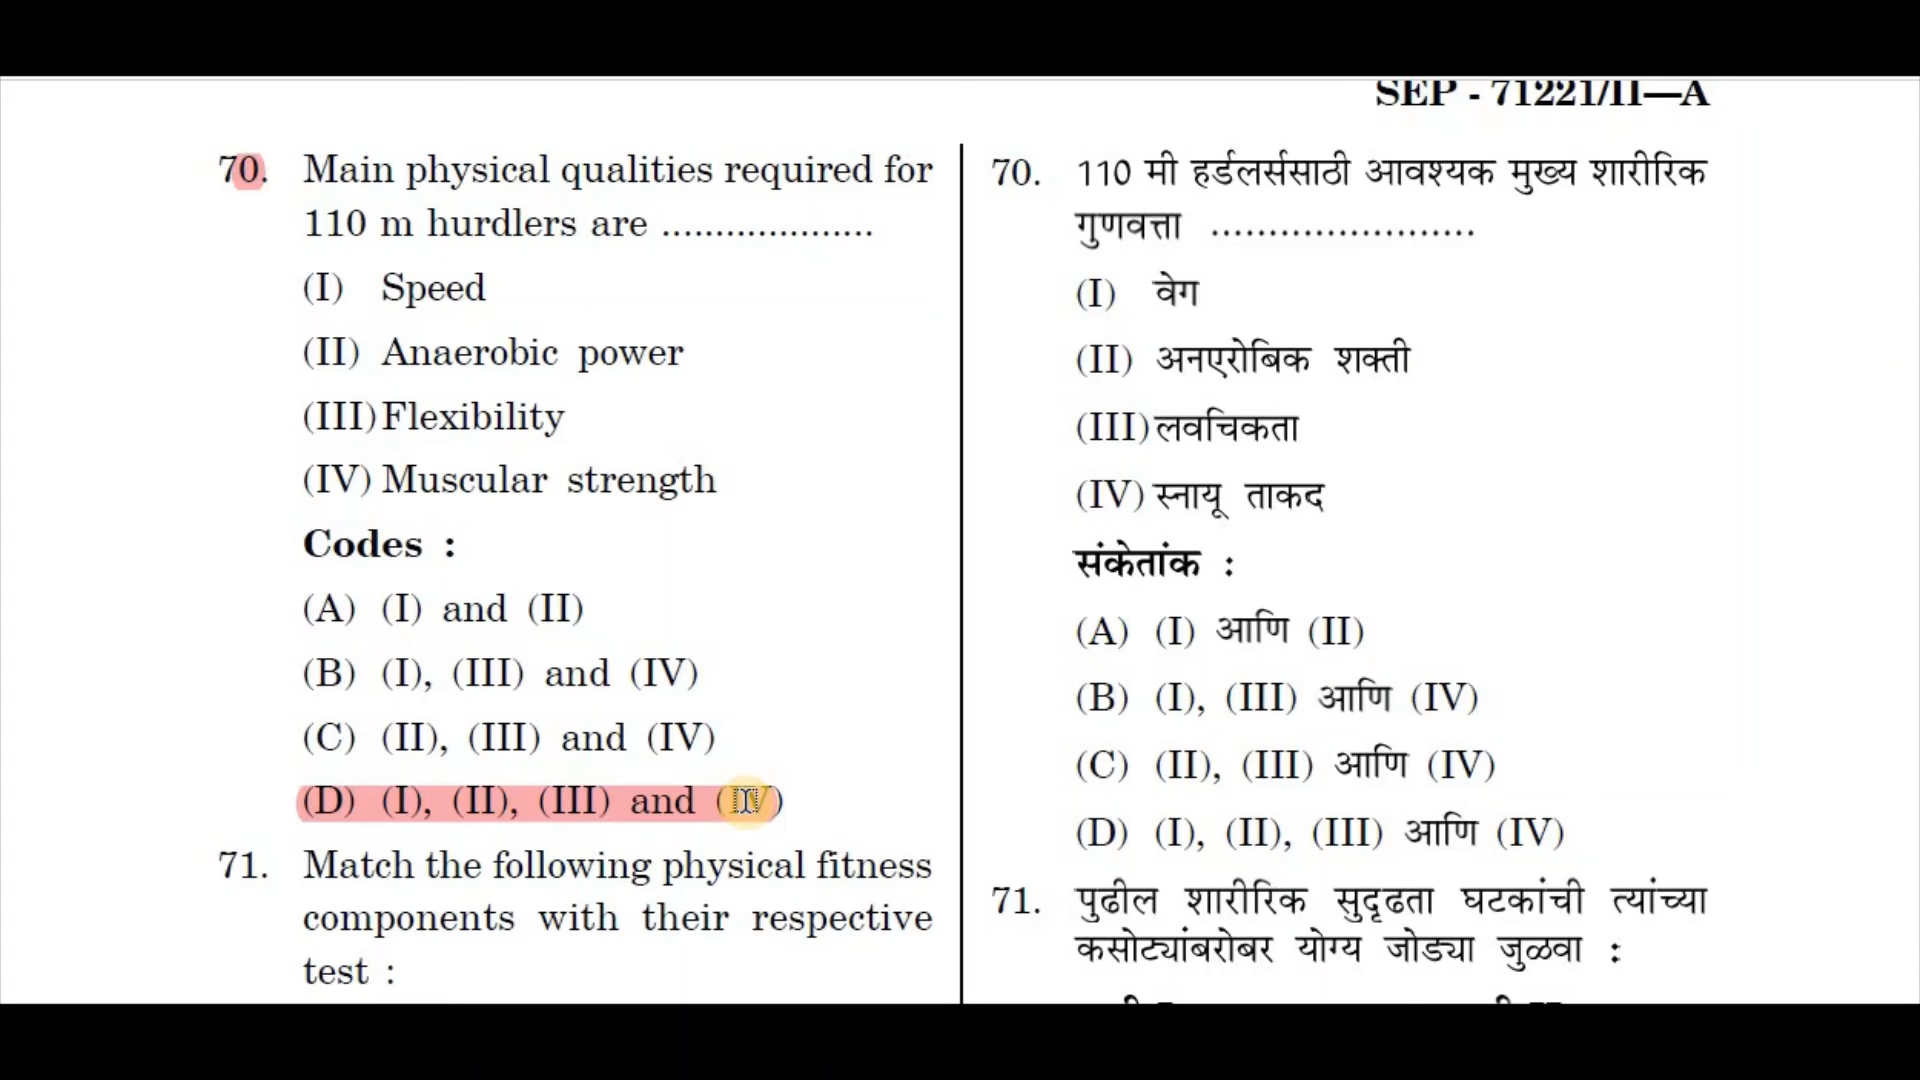 SEP - 71221/II—A
70. Main physical qualities required for
110 m hurdlers are ....................
(I) Speed
(II) Anaerobic power
(III) Flexibility
(IV) Muscular strength
Codes :
(A) (I) and (II)
(B) (I), (III) and (IV)
(C) (II), (III) and (IV)
(D) (I), (II), (III) and (IV)
71. Match the following physical fitness
components with their respective
test :
70. 110 मी हर्डलर्ससाठी आवश्यक मुख्य शारीरिक
गुणवत्ता ........................
(I) वेग
(II) अनएरोबिक शक्ती
(III) लवचिकता
(IV) स्नायू ताकद
संकेतांक :
(A) (I) आणि (II)
(B) (I), (III) आणि (IV)
(C) (II), (III) आणि (IV)
(D) (I), (II), (III) आणि (IV)
71. पुढील शारीरिक सुदृढता घटकांची त्यांच्या
कसोट्यांबरोबर योग्य जोड्या जुळवा :